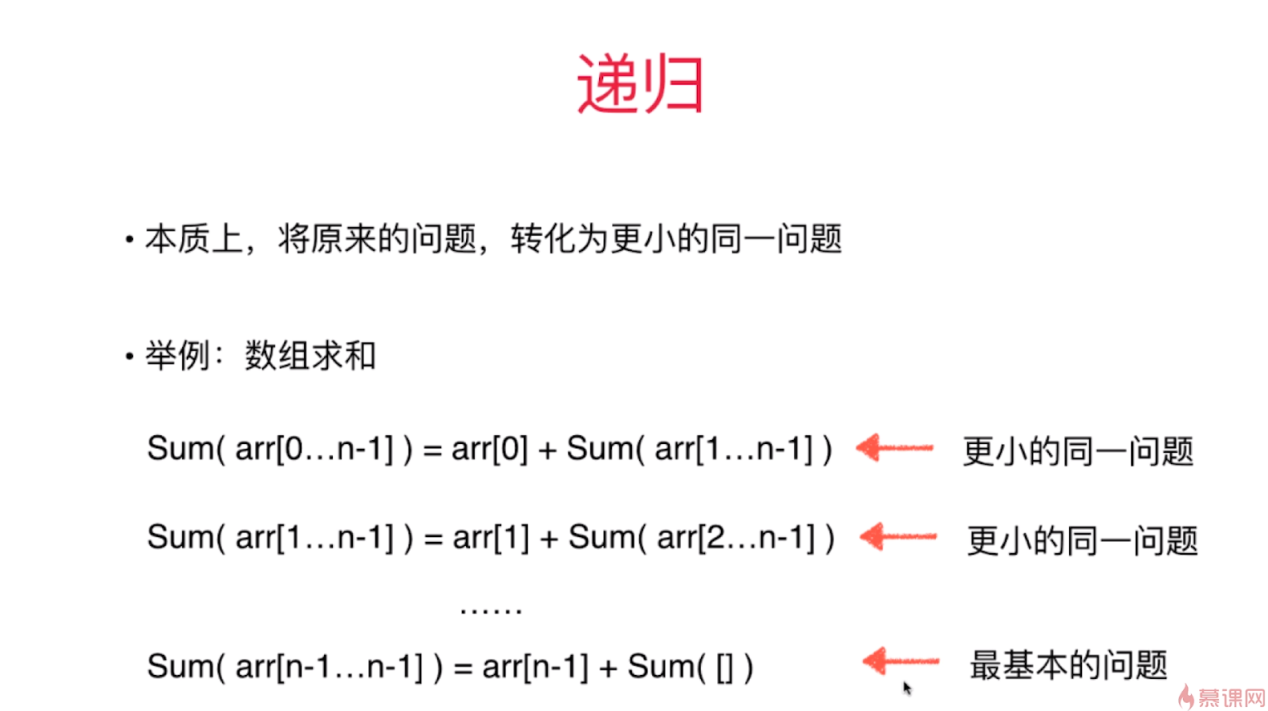 递归
• 本质上，将原来的问题，转化为更小的同一问题
• 举例：数组求和
Sum( arr[0…n-1] ) = arr[0] + Sum( arr[1…n-1] ) 更小的同一问题
Sum( arr[1…n-1] ) = arr[1] + Sum( arr[2…n-1] ) 更小的同一问题
……
Sum( arr[n-1…n-1] ) = arr[n-1] + Sum( [] ) 最基本的问题
慕课网